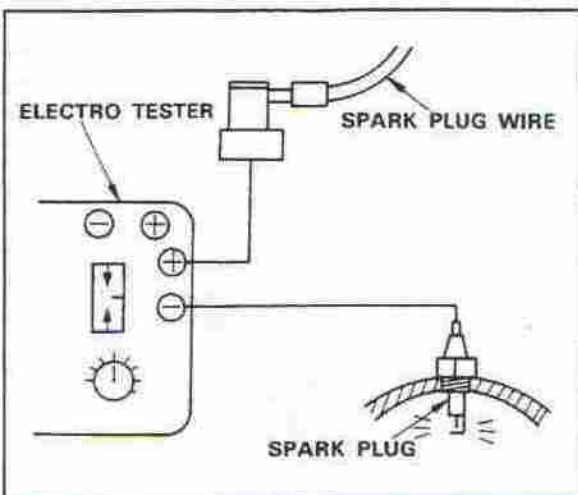 ELECTRO TESTER
SPARK PLUG WIRE
− +
+
−
SPARK PLUG